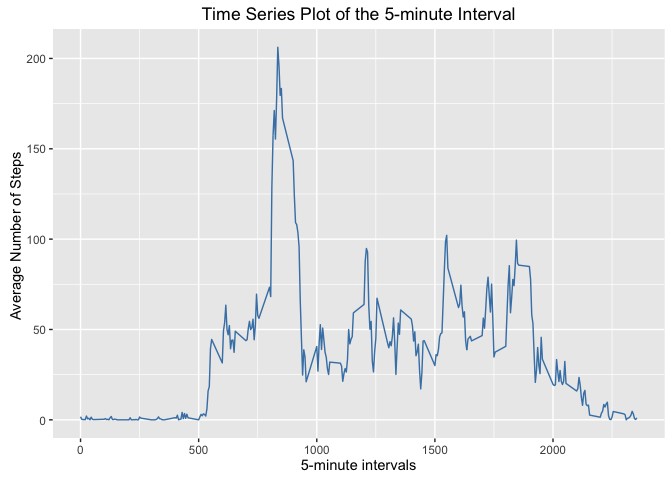 Time Series Plot of the 5-minute Interval
Average Number of Steps
200
150
100
50
0
0 500 1000 1500 2000
5-minute intervals